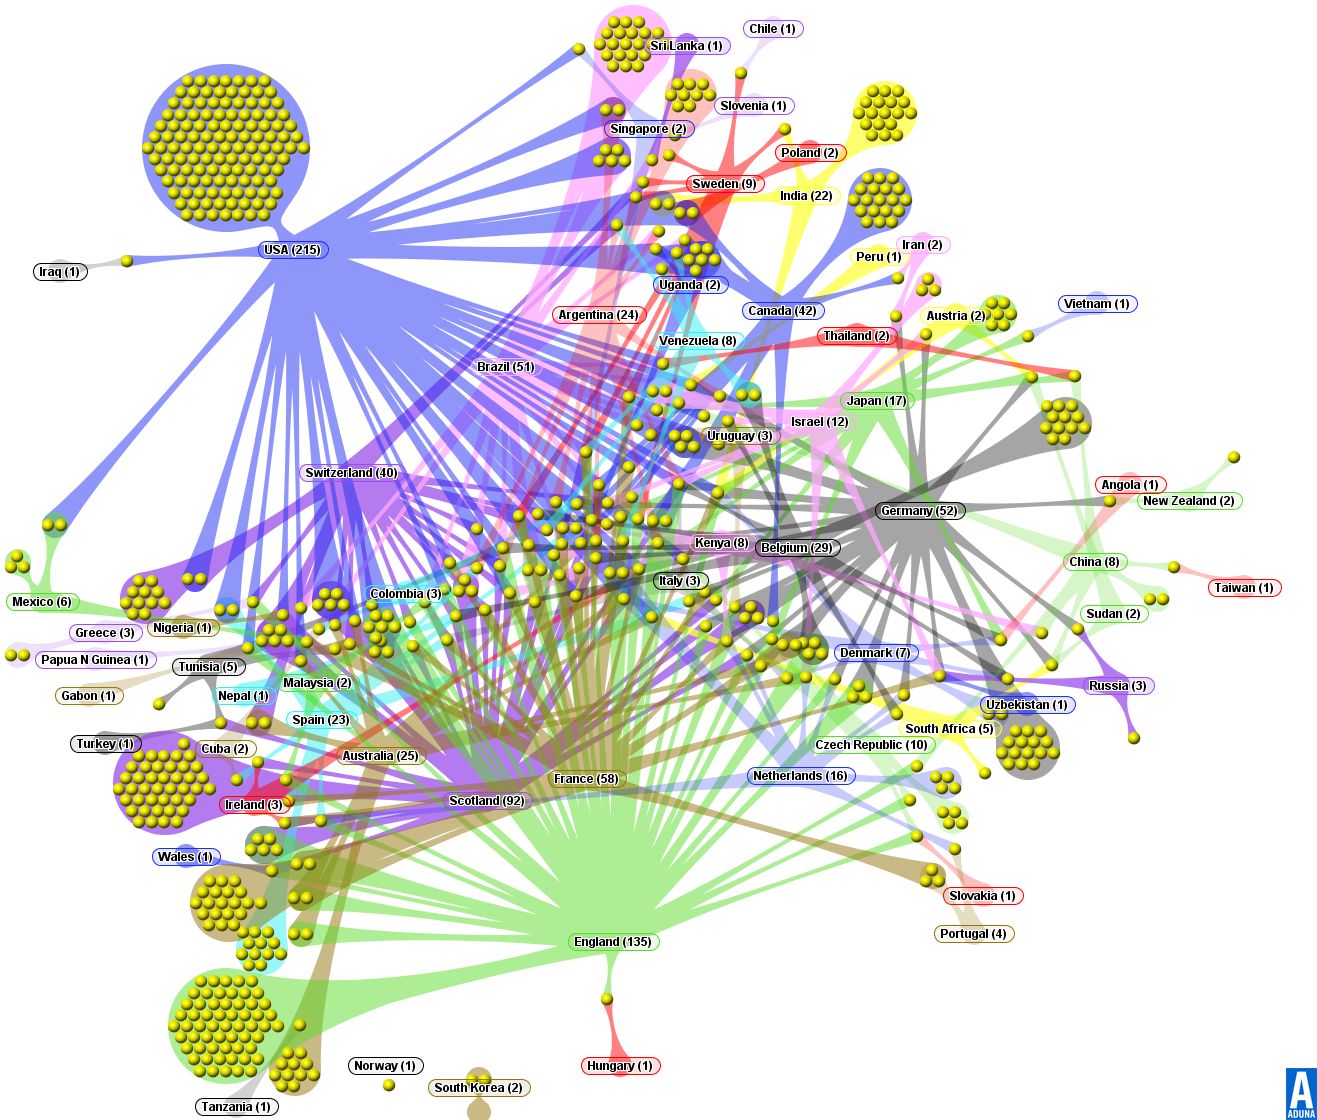 Chile (1)
Sri Lanka (1)
Slovenia (1)
Singapore (2)
Poland (2)
Sweden (9)
India (22)
USA (215)
Iran (2)
Peru (1)
Iraq (1)
Uganda (2)
Vietnam (1)
Canada (42)
Argentina (24)
Austria (2)
Thailand (2)
Venezuela (8)
Brazil (51)
Japan (17)
Israel (12)
Uruguay (3)
Switzerland (40)
Angola (1)
New Zealand (2)
Germany (52)
Kenya (8)
Belgium (29)
China (8)
Italy (3)
Taiwan (1)
Colombia (3)
Mexico (6)
Sudan (2)
Nigeria (1)
Greece (3)
Denmark (7)
Papua N Guinea (1)
Tunisia (5)
Malaysia (2)
Russia (3)
Gabon (1)
Nepal (1)
Uzbekistan (1)
Spain (23)
South Africa (5)
Turkey (1)
Cuba (2)
Czech Republic (10)
Australia (25)
Netherlands (16)
France (58)
Scotland (92)
Ireland (3)
Wales (1)
Slovakia (1)
Portugal (4)
England (135)
Norway (1)
Hungary (1)
South Korea (2)
Tanzania (1)
A
ADUNA